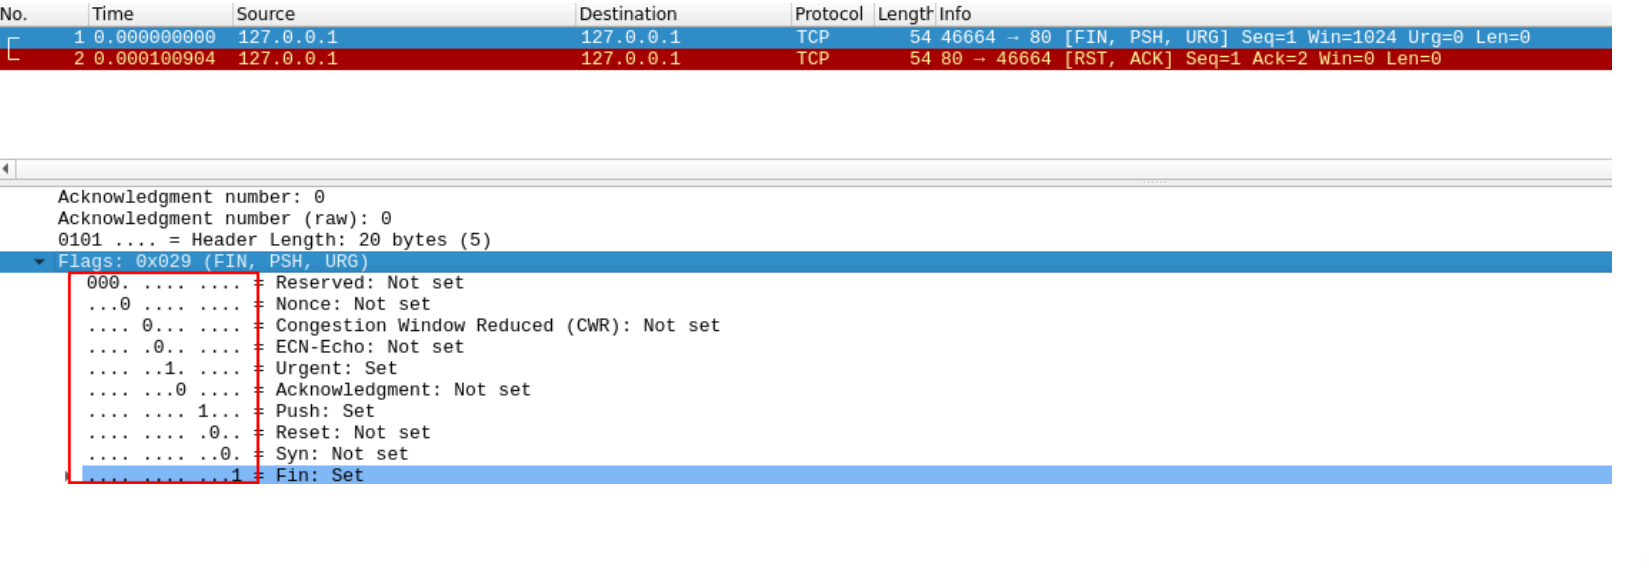 No. Time Source Destination Protocol Length Info
1 0.000000000 127.0.0.1 127.0.0.1 TCP 54 46664 → 80 [FIN, PSH, URG] Seq=1 Win=1024 Urg=0 Len=0
2 0.000100904 127.0.0.1 127.0.0.1 TCP 54 80 → 46664 [RST, ACK] Seq=1 Ack=2 Win=0 Len=0
Acknowledgment number: 0
Acknowledgment number (raw): 0
0101 .... = Header Length: 20 bytes (5)
Flags: 0x029 (FIN, PSH, URG)
000. .... .... = Reserved: Not set
...0 .... .... = Nonce: Not set
.... 0... .... = Congestion Window Reduced (CWR): Not set
.... .0.. .... = ECN-Echo: Not set
.... ..1. .... = Urgent: Set
.... ...0 .... = Acknowledgment: Not set
.... .... 1... = Push: Set
.... .... .0.. = Reset: Not set
.... .... ..0. = Syn: Not set
.... .... ...1 = Fin: Set